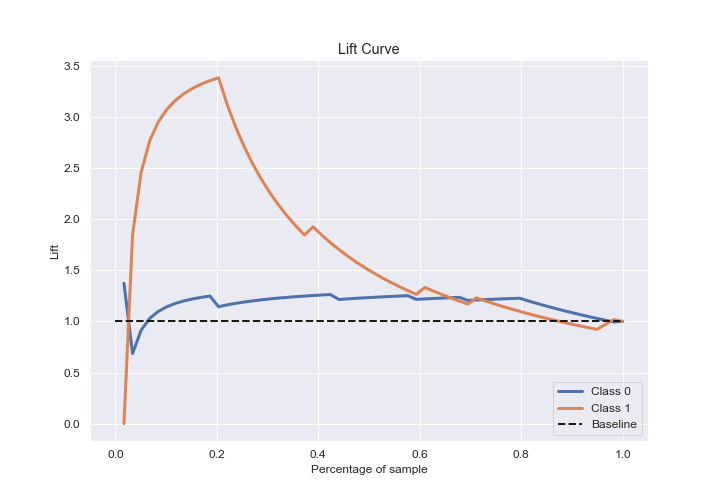 Lift Curve
3.5
3.0
2.5
2.0
1.5
1.0
0.5
0.0
Lift
0.0 0.2 0.4 0.6 0.8 1.0
Percentage of sample
Class 0
Class 1
Baseline